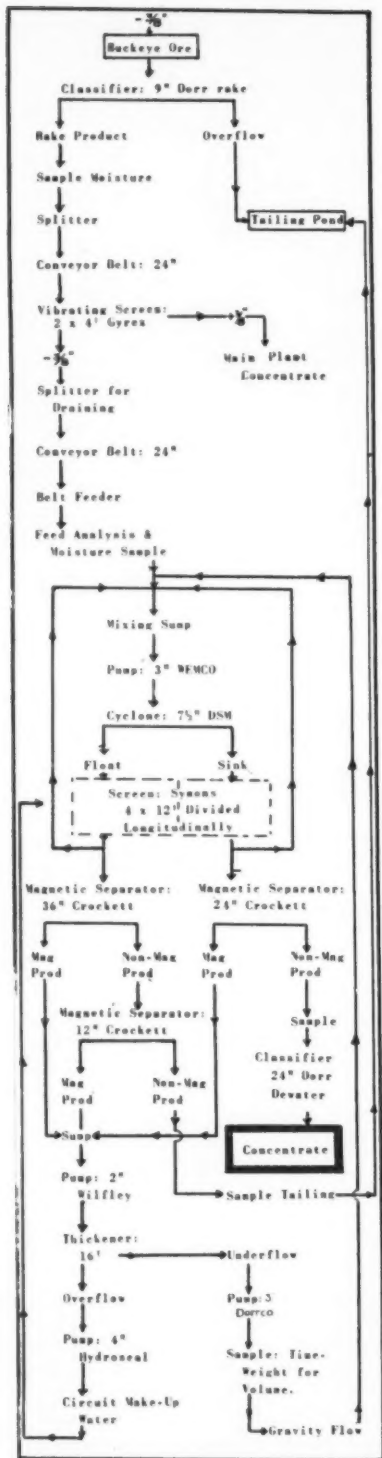 - 3/8"
Buckeye Ore
Classifier: 9" Dorr rake
Rake Product
Overflow
Sample Moisture
Splitter
Tailing Pond
Conveyor Belt: 24"
Vibrating Screen:
2 x 4' Gyrex
Main Plant
Concentrate
- 3/8"
Splitter for
Draining
Conveyor Belt: 24"
Belt Feeder
Feed Analysis &
Moisture Sample
Mixing Sump
Pump: 3" WEMCO
Cyclone: 7½" DSM
Float
Sink
Screen: Symons
4 x 12' Divided
Longitudinally
Magnetic Separator:
36" Crockett
Magnetic Separator:
24" Crockett
Mag
Prod
Non-Mag
Prod
Mag
Prod
Non-Mag
Prod
Magnetic Separator:
12" Crockett
Sample
Classifier
24" Dorr
Dewater
Mag
Prod
Non-Mag
Prod
Concentrate
Sump
Pump: 2"
Wilfley
Sample Tailing
Thickener:
16'
Underflow
Overflow
Pump: 3
Dorrco
Pump: 4"
Hydroseal
Sample: Time-
Weight for
Volume.
Circuit Make-Up
Water
Gravity Flow